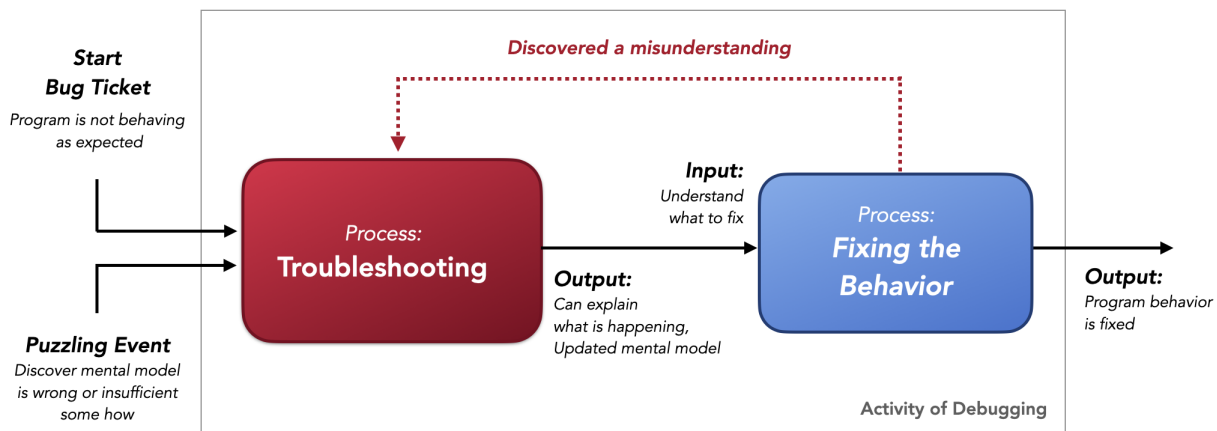 Discovered a misunderstanding
Start
Bug Ticket
Program is not behaving
as expected
Process:
Troubleshooting
Input:
Understand
what to fix
Process:
Fixing the
Behavior
Output:
Can explain
what is happening,
Updated mental model
Output:
Program behavior
is fixed
Puzzling Event
Discover mental model
is wrong or insufficient
some how
Activity of Debugging